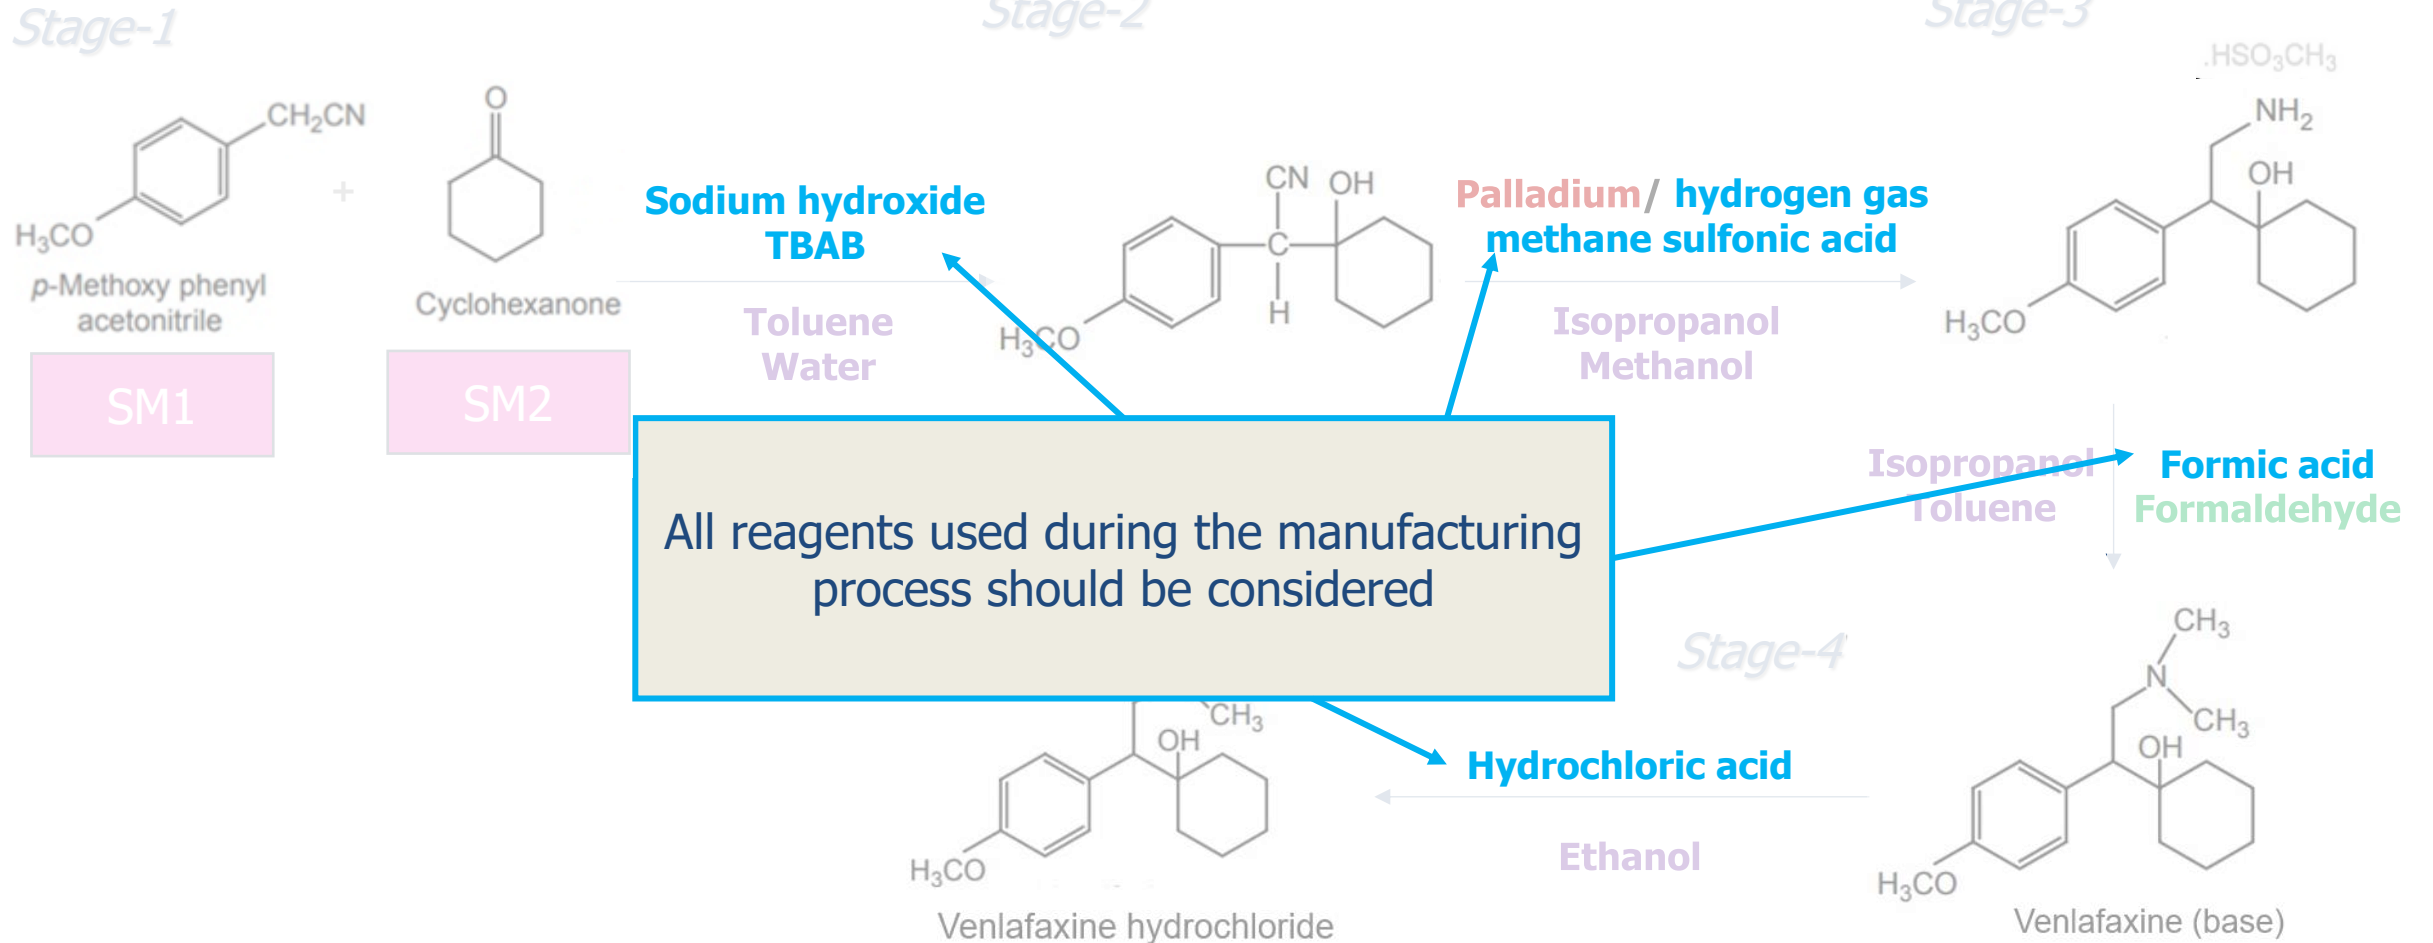 Stage-1
Stage-2
Stage-3
.HSO₃CH₃
CH₂CN
H₃CO
p-Methoxy phenyl
acetonitrile
SM1
+
O
Cyclohexanone
SM2
Sodium hydroxide
TBAB
Toluene
Water
CN OH
C
H
H₃CO
Palladium/ hydrogen gas
methane sulfonic acid
Isopropanol
Methanol
NH₂
OH
H₃CO
Isopropanol
Toluene
Formic acid
Formaldehyde
All reagents used during the manufacturing
process should be considered
Stage-4
CH₃
N
CH₃
OH
H₃CO
Venlafaxine (base)
Hydrochloric acid
Ethanol
CH₃
OH
H₃CO
Venlafaxine hydrochloride